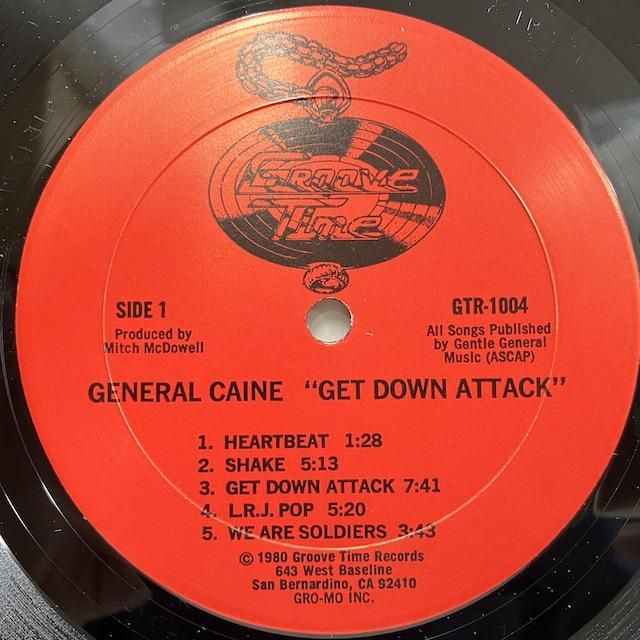 Groove
Time
SIDE 1
Produced by
Mitch McDowell
GTR-1004
All Songs Published
by Gentle General
Music (ASCAP)
GENERAL CAINE "GET DOWN ATTACK"
1. HEARTBEAT 1:28
2. SHAKE 5:13
3. GET DOWN ATTACK 7:41
4. L.R.J. POP 5:20
5. WE ARE SOLDIERS 3:43
© 1980 Groove Time Records
643 West Baseline
San Bernardino, CA 92410
GRO-MO INC.